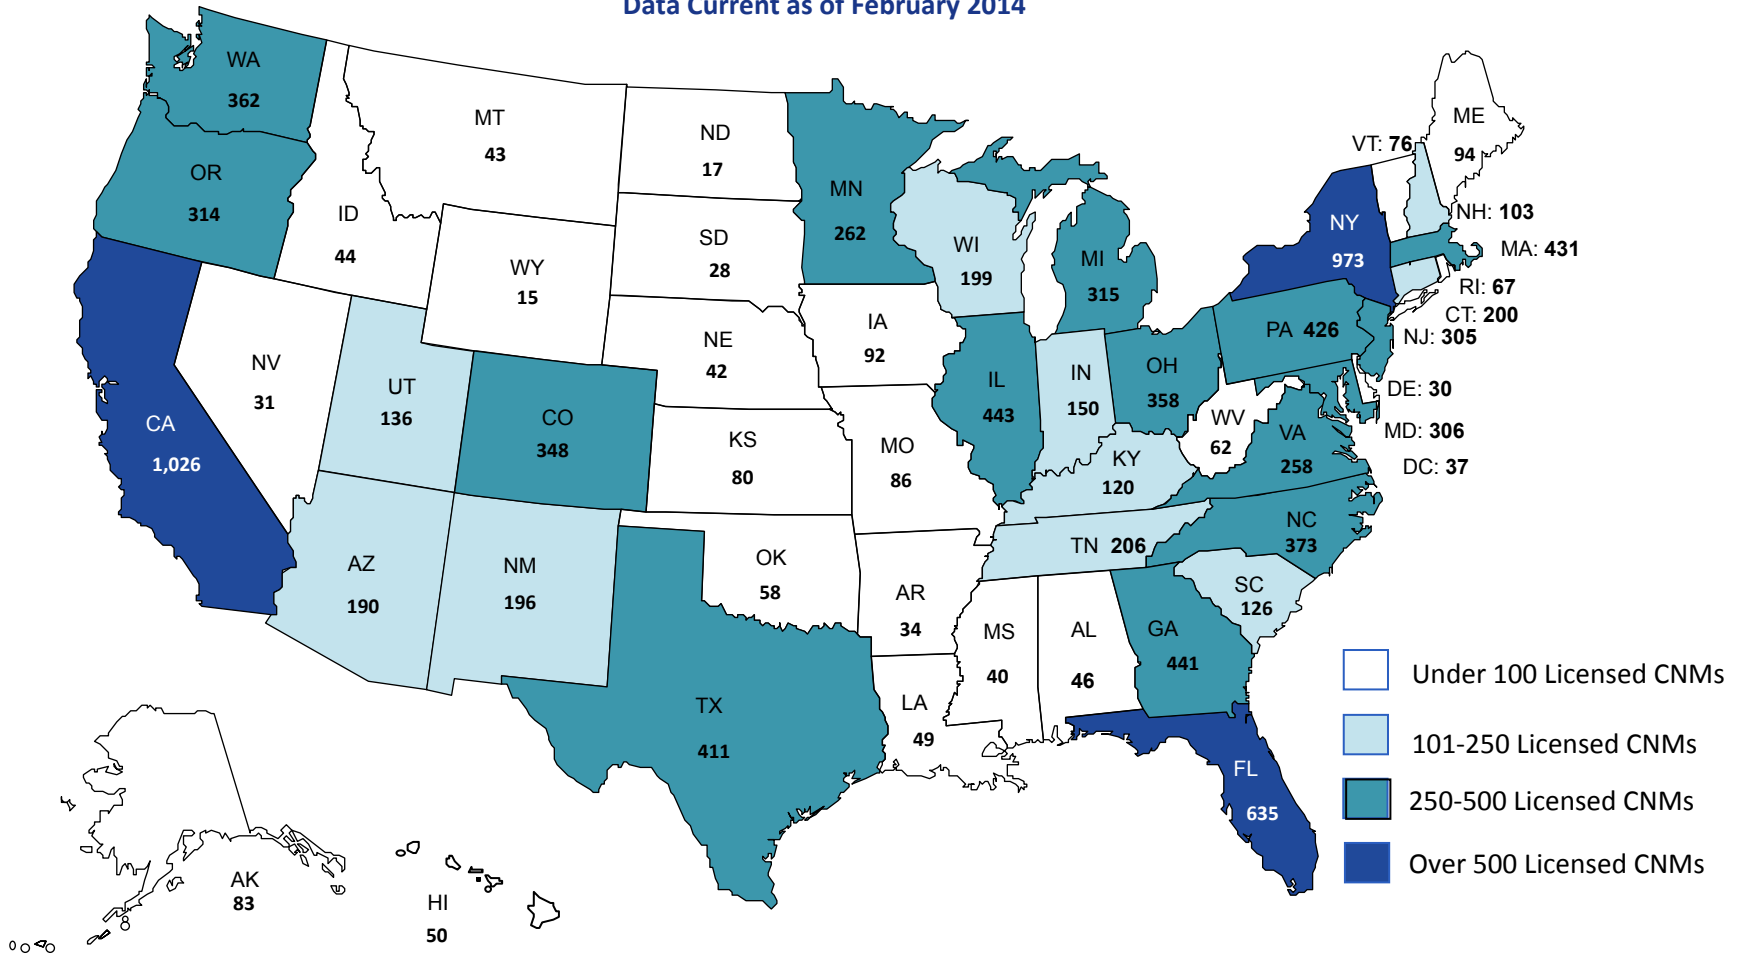 Data Current as of February 2014
WA
362
MT
43
ND
17
ME
94
VT: 76
OR
314
ID
44
MN
262
SD
28
WY
15
WI
199
MI
315
NY
973
NH: 103
MA: 431
RI: 67
CT: 200
NJ: 305
IA
92
NE
42
PA 426
NV
31
UT
136
CO
348
IL
443
IN
150
OH
358
DE: 30
CA
1,026
KS
80
MO
86
KY
120
WV
62
VA
258
MD: 306
DC: 37
AZ
190
NM
196
OK
58
AR
34
TN 206
NC
373
SC
126
MS
40
AL
46
GA
441
TX
411
LA
49
FL
635
AK
83
HI
50
Under 100 Licensed CNMs
101-250 Licensed CNMs
250-500 Licensed CNMs
Over 500 Licensed CNMs